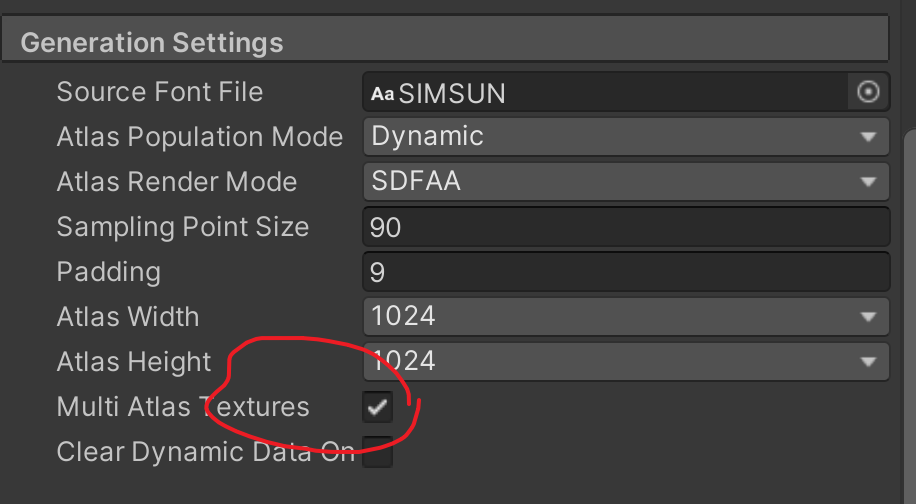 Generation Settings
Source Font File Aa SIMSUN
Atlas Population Mode Dynamic
Atlas Render Mode SDFAA
Sampling Point Size 90
Padding 9
Atlas Width 1024
Atlas Height 1024
Multi Atlas Textures
Clear Dynamic Data On